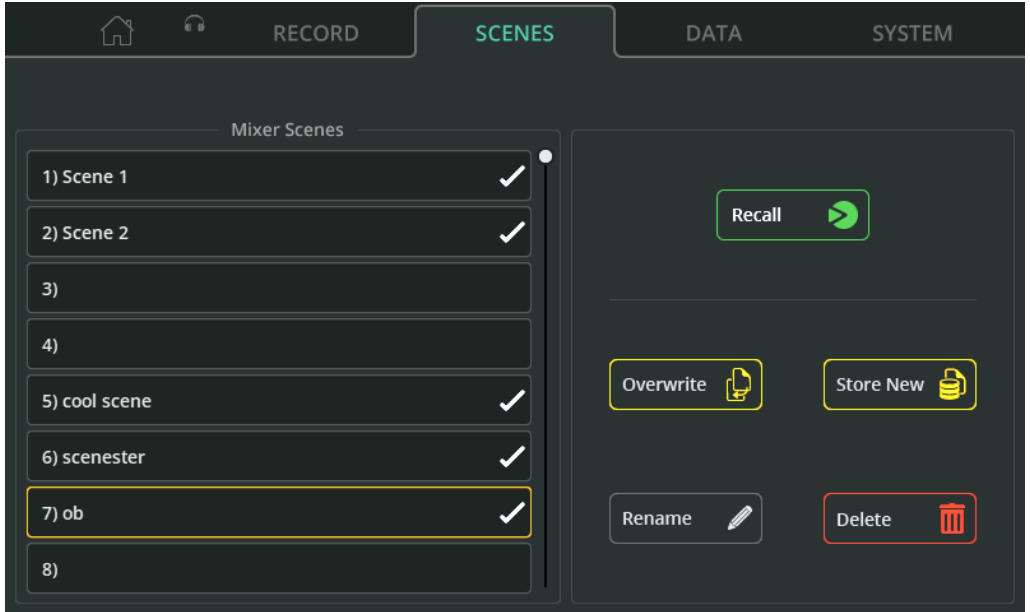 RECORD
SCENES
DATA
SYSTEM
Mixer Scenes
1) Scene 1
2) Scene 2
3)
4)
5) cool scene
6) scenester
7) ob
8)
Recall
Overwrite
Store New
Rename
Delete